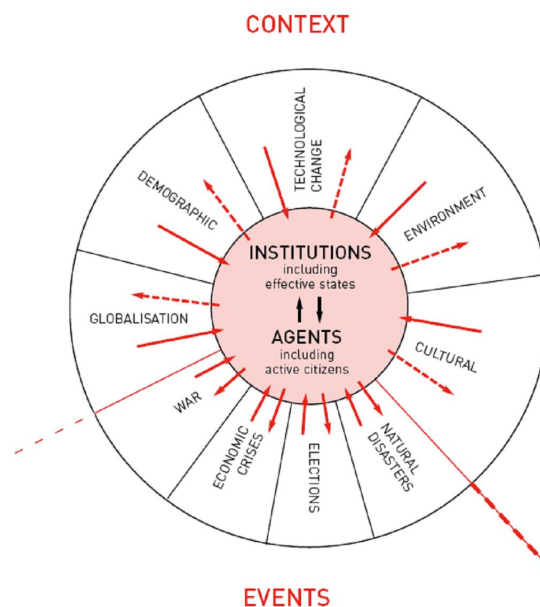 CONTEXT
TECHNOLOGICAL
CHANGE
DEMOGRAPHIC
ENVIRONMENT
INSTITUTIONS
including
effective states
GLOBALISATION
AGENTS
including
active citizens
CULTURAL
WAR
ECONOMIC
CRISES
ELECTIONS
NATURAL
DISASTERS
EVENTS